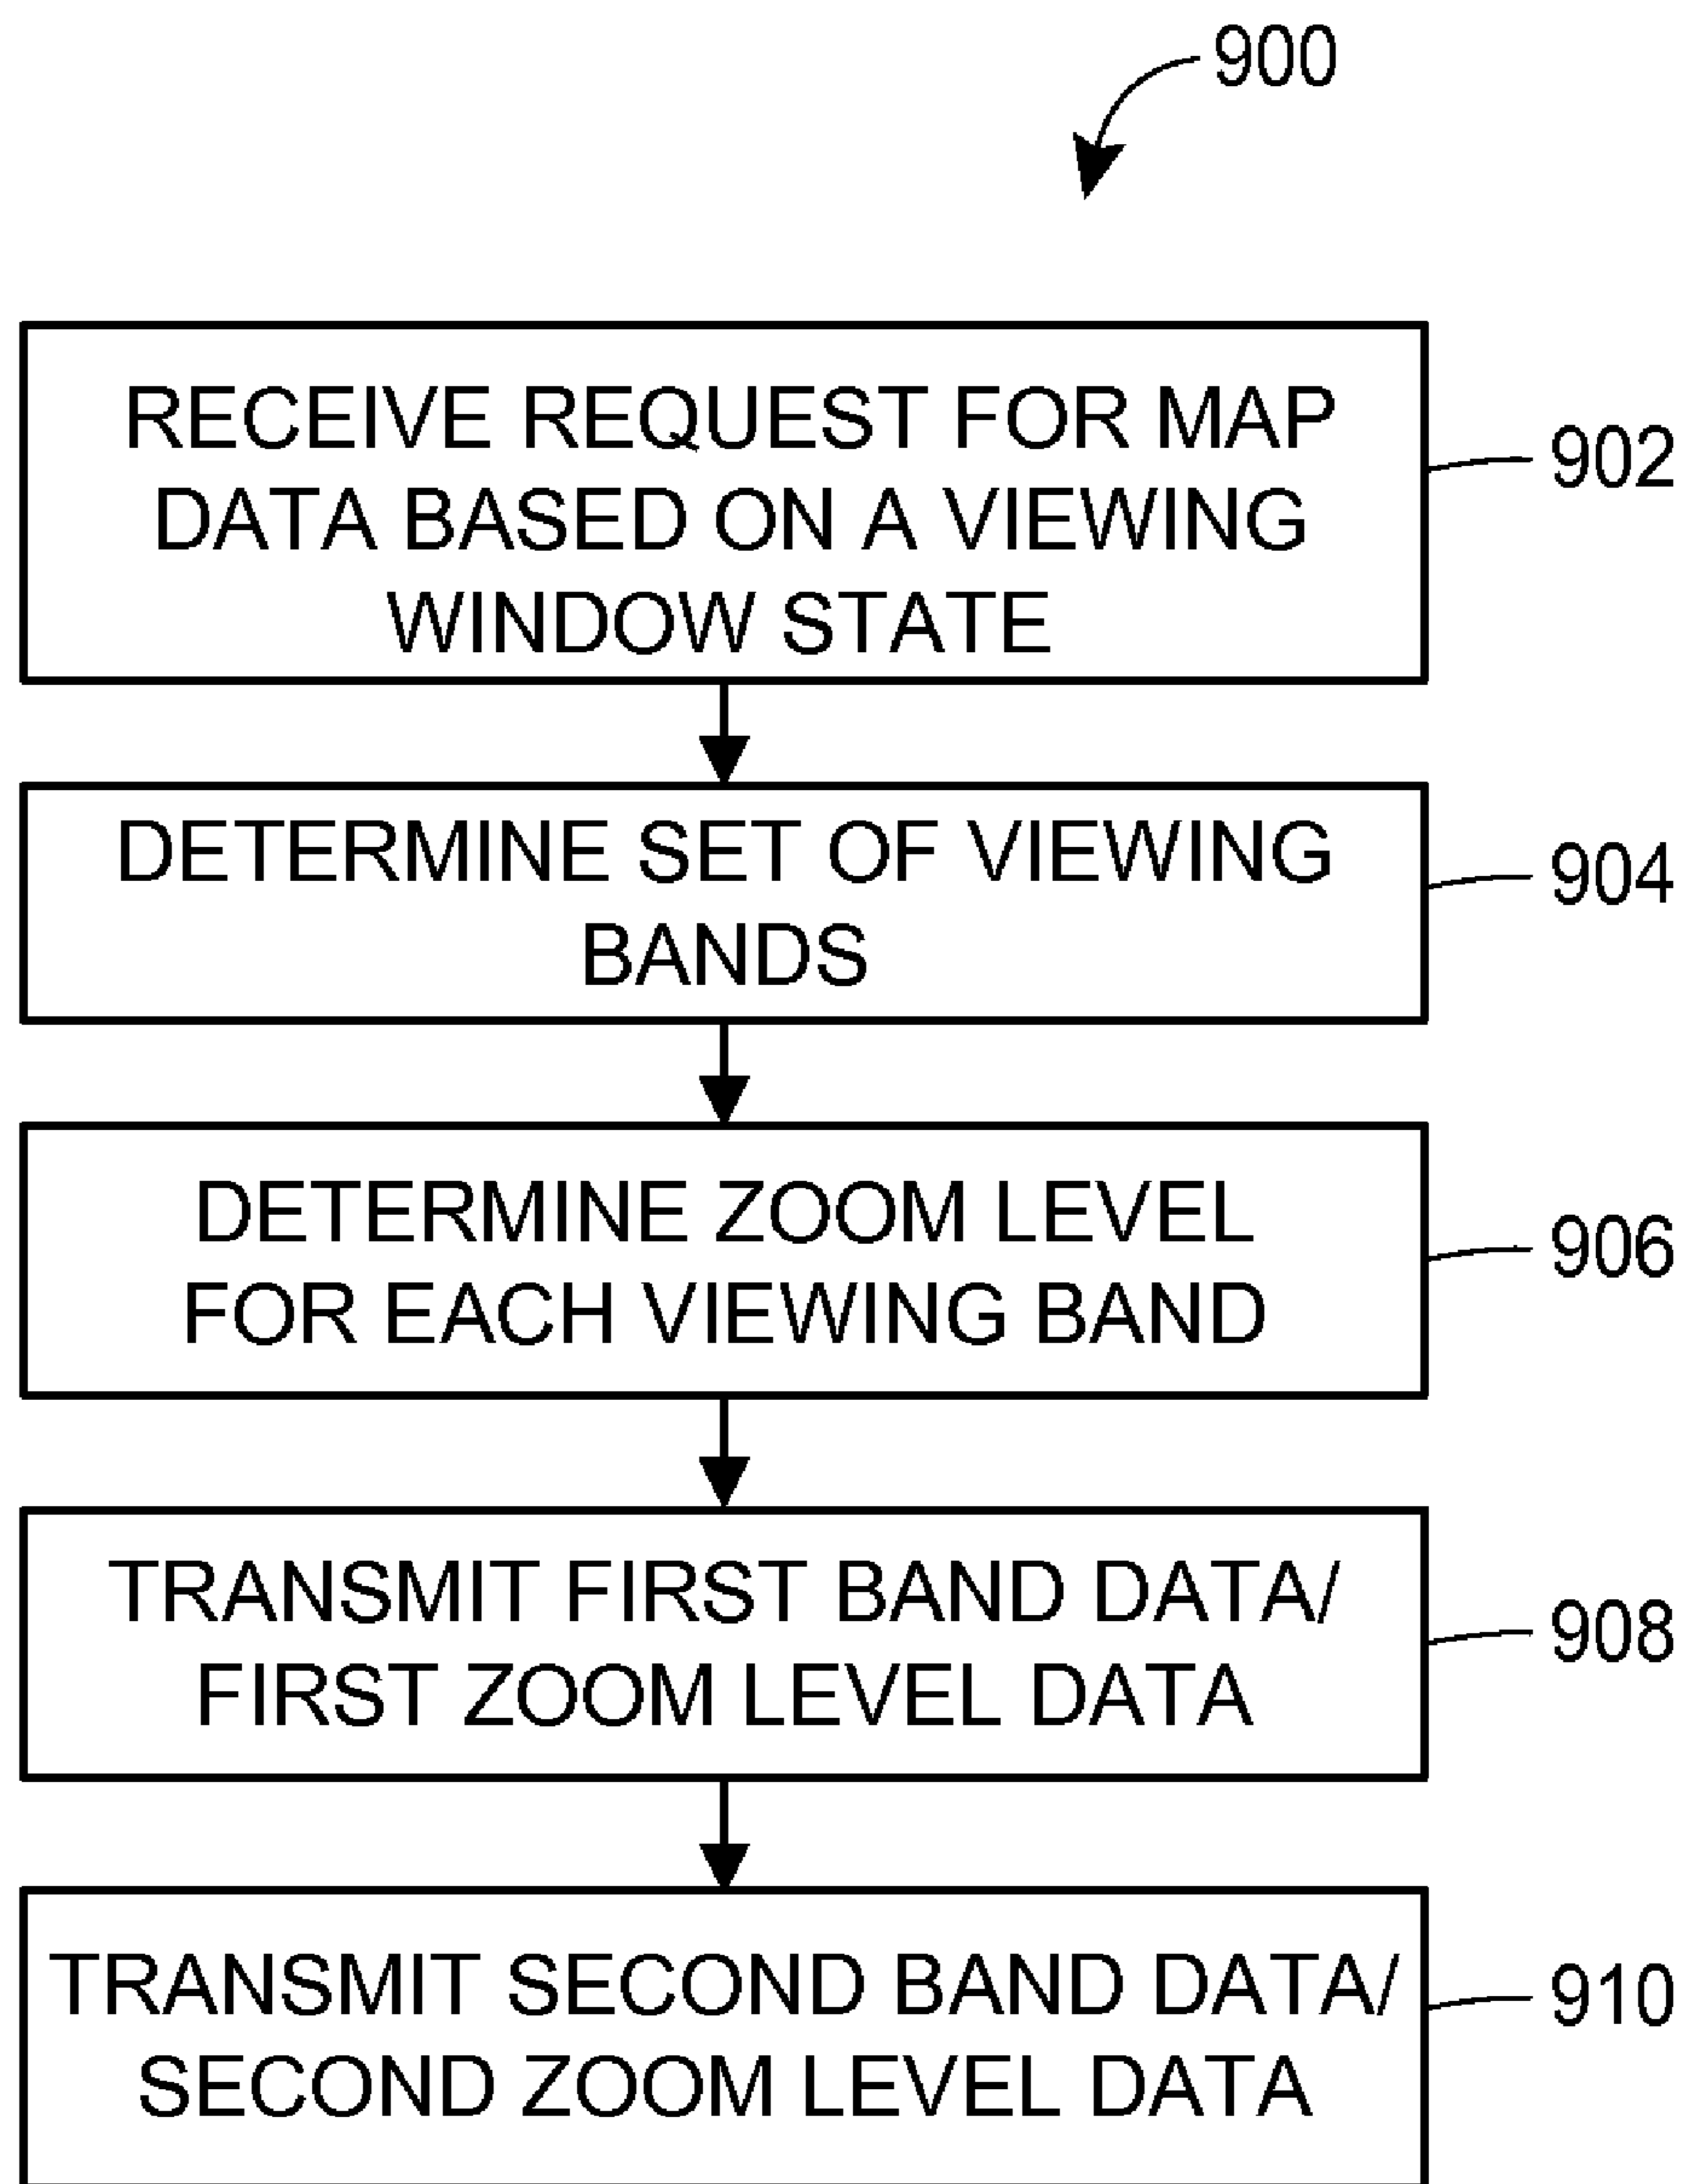 900
RECEIVE REQUEST FOR MAP
DATA BASED ON A VIEWING
WINDOW STATE
902
DETERMINE SET OF VIEWING
BANDS
904
DETERMINE ZOOM LEVEL
FOR EACH VIEWING BAND
906
TRANSMIT FIRST BAND DATA/
FIRST ZOOM LEVEL DATA
908
TRANSMIT SECOND BAND DATA/
SECOND ZOOM LEVEL DATA
910